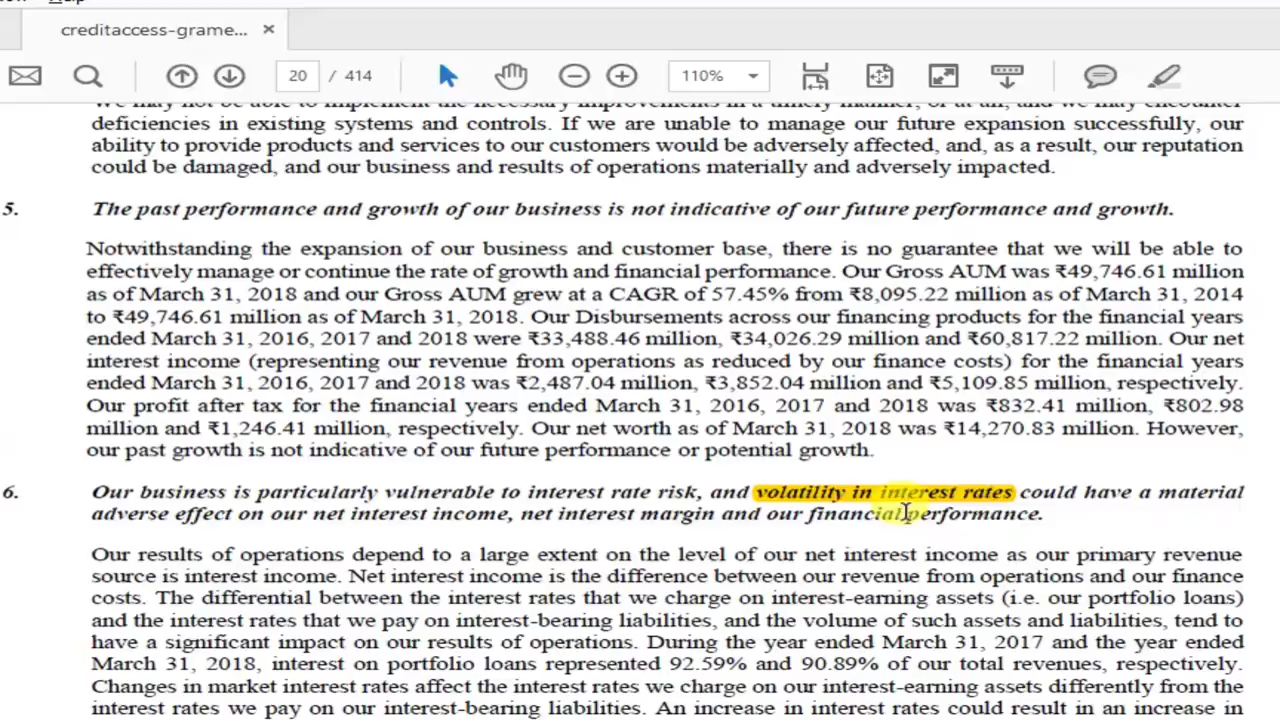 Help
creditaccess-grame... ×
20 / 414 110%
We may not be able to implement the necessary improvements in a timely manner, or at all, and we may encounter
deficiencies in existing systems and controls. If we are unable to manage our future expansion successfully, our
ability to provide products and services to our customers would be adversely affected, and, as a result, our reputation
could be damaged, and our business and results of operations materially and adversely impacted.
5. The past performance and growth of our business is not indicative of our future performance and growth.
Notwithstanding the expansion of our business and customer base, there is no guarantee that we will be able to
effectively manage or continue the rate of growth and financial performance. Our Gross AUM was ₹49,746.61 million
as of March 31, 2018 and our Gross AUM grew at a CAGR of 57.45% from ₹8,095.22 million as of March 31, 2014
to ₹49,746.61 million as of March 31, 2018. Our Disbursements across our financing products for the financial years
ended March 31, 2016, 2017 and 2018 were ₹33,488.46 million, ₹34,026.29 million and ₹60,817.22 million. Our net
interest income (representing our revenue from operations as reduced by our finance costs) for the financial years
ended March 31, 2016, 2017 and 2018 was ₹2,487.04 million, ₹3,852.04 million and ₹5,109.85 million, respectively.
Our profit after tax for the financial years ended March 31, 2016, 2017 and 2018 was ₹832.41 million, ₹802.98
million and ₹1,246.41 million, respectively. Our net worth as of March 31, 2018 was ₹14,270.83 million. However,
our past growth is not indicative of our future performance or potential growth.
6. Our business is particularly vulnerable to interest rate risk, and volatility in interest rates could have a material
adverse effect on our net interest income, net interest margin and our financial performance.
Our results of operations depend to a large extent on the level of our net interest income as our primary revenue
source is interest income. Net interest income is the difference between our revenue from operations and our finance
costs. The differential between the interest rates that we charge on interest-earning assets (i.e. our portfolio loans)
and the interest rates that we pay on interest-bearing liabilities, and the volume of such assets and liabilities, tend to
have a significant impact on our results of operations. During the year ended March 31, 2017 and the year ended
March 31, 2018, interest on portfolio loans represented 92.59% and 90.89% of our total revenues, respectively.
Changes in market interest rates affect the interest rates we charge on our interest-earning assets differently from the
interest rates we pay on our interest-bearing liabilities. An increase in interest rates could result in an increase in